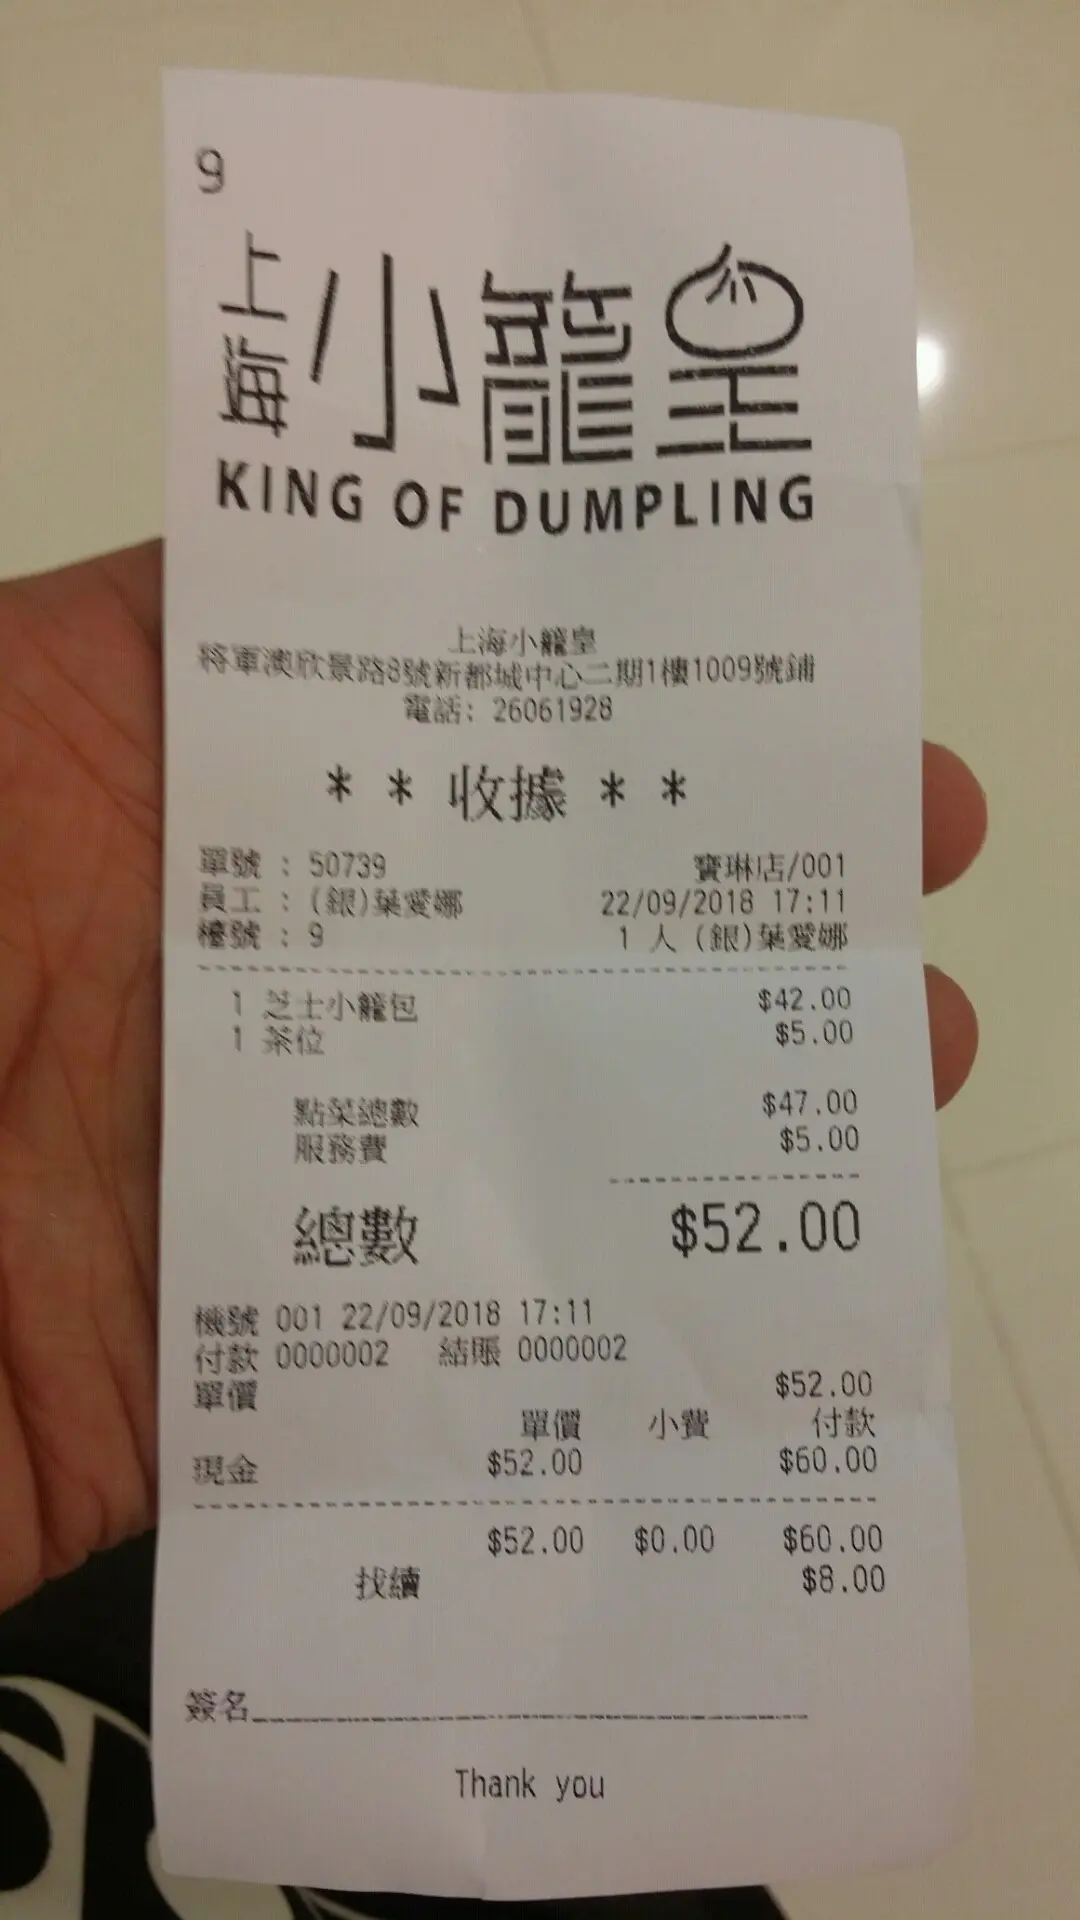 9
上海小籠皇
KING OF DUMPLING
上海小籠皇
將軍澳欣景路8號新都城中心二期1樓1009號鋪
電話: 26061928
* * 收據 * *
單號 : 50739 寶琳店/001
員工 : (銀)葉愛娜 22/09/2018 17:11
檯號 : 9 1 人 (銀)葉愛娜
1 芝士小籠包 $42.00
1 茶位 $5.00
點菜總數 $47.00
服務費 $5.00
總數 $52.00
機號 001 22/09/2018 17:11
付款 0000002 結賬 0000002
單價 $52.00
單價 小費 付款
現金 $52.00 $60.00
$52.00 $0.00 $60.00
找續 $8.00
簽名
Thank you